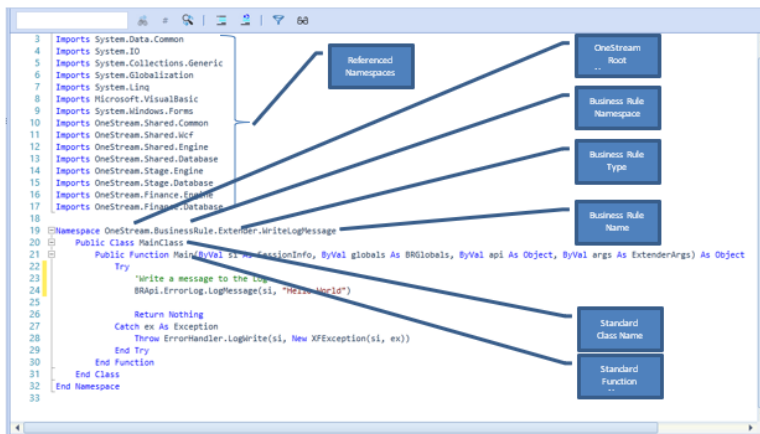 3 Imports System.Data.Common
4 Imports System.IO
5 Imports System.Collections.Generic
6 Imports System.Globalization
7 Imports System.Linq
8 Imports Microsoft.VisualBasic
9 Imports System.Windows.Forms
10 Imports OneStream.Shared.Common
11 Imports OneStream.Shared.Wcf
12 Imports OneStream.Shared.Engine
13 Imports OneStream.Shared.Database
14 Imports OneStream.Stage.Engine
15 Imports OneStream.Stage.Database
16 Imports OneStream.Finance.Engine
17 Imports OneStream.Finance.Database
18
19 Namespace OneStream.BusinessRule.Extender.WriteLogMessage
20 Public Class MainClass
21 Public Function Main(ByVal si As SessionInfo, ByVal globals As BRGlobals, ByVal api As Object, ByVal args As ExtenderArgs) As Object
22 Try
23 'Write a message to the Log
24 BRApi.ErrorLog.LogMessage(si, "Hello World")
25
26 Return Nothing
27 Catch ex As Exception
28 Throw ErrorHandler.LogWrite(si, New XFException(si, ex))
29 End Try
30 End Function
31 End Class
32 End Namespace
33
Referenced
Namespaces
OneStream
Root
Business Rule
Namespace
Business Rule
Type
Business Rule
Name
Standard
Class Name
Standard
Function